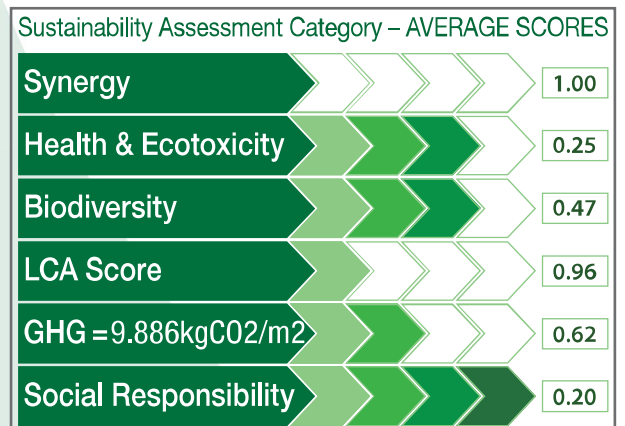 Sustainability Assessment Category – AVERAGE SCORES
Synergy 1.00
Health & Ecotoxicity 0.25
Biodiversity 0.47
LCA Score 0.96
GHG = 9.886kgCO2/m2 0.62
Social Responsibility 0.20